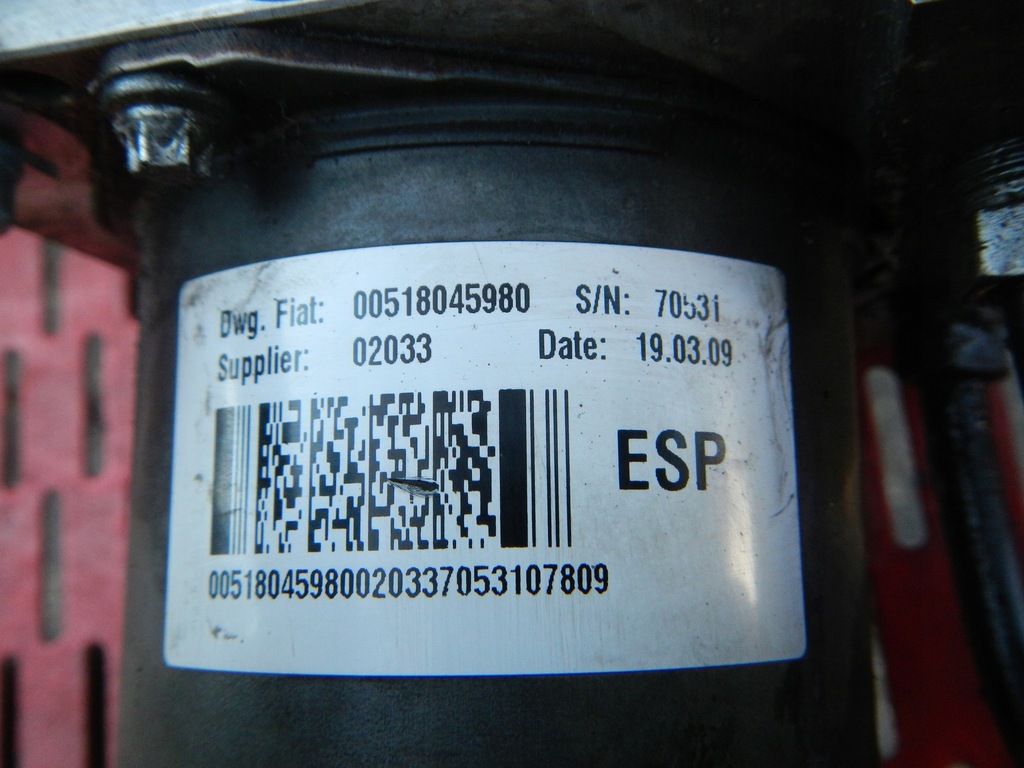 Dwg. Fiat: 00518045980 S/N: 70531
Supplier: 02033 Date: 19.03.09
ESP
00518045980020337053107809